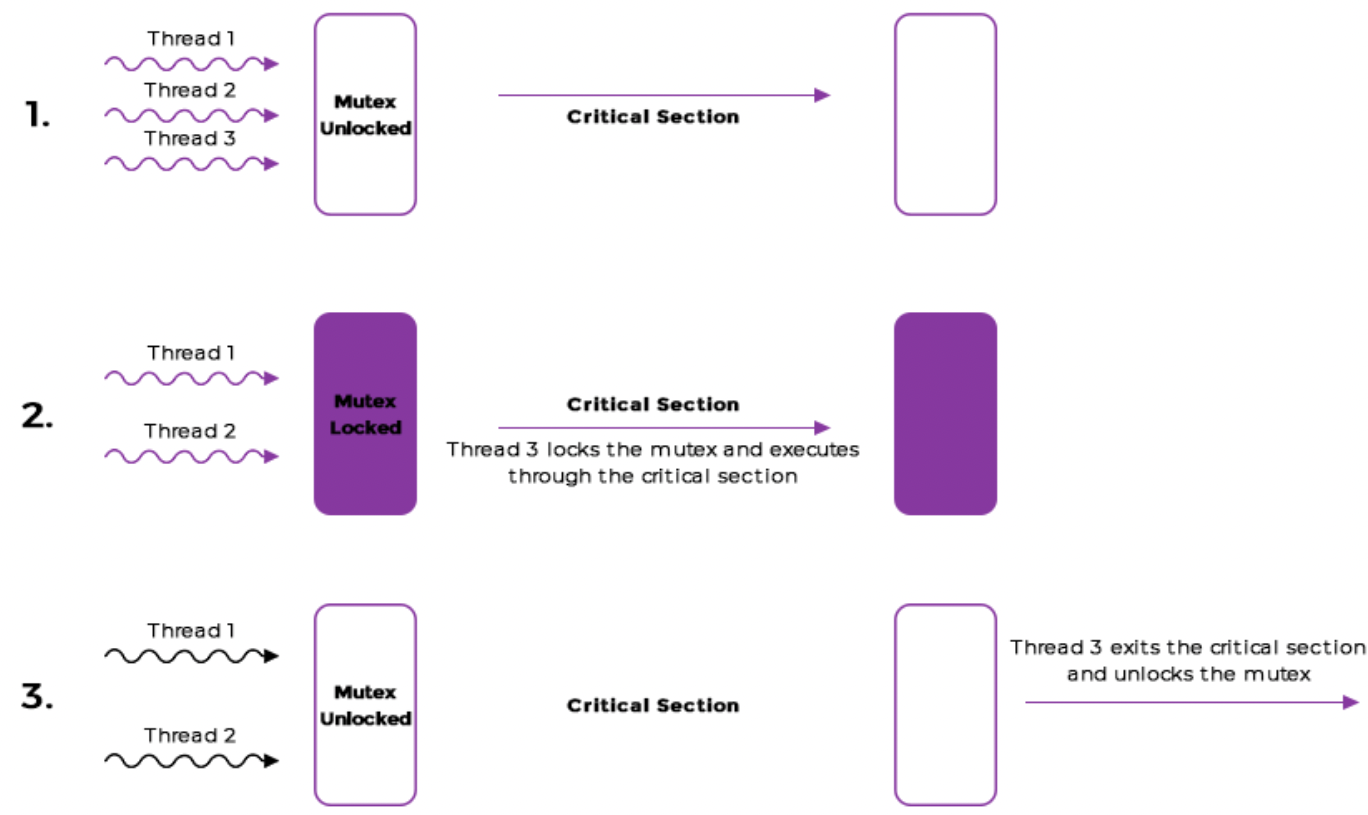 Thread 1
Thread 2
1.
Thread 3
Mutex
Unlocked
Critical Section
2.
Thread 1
Thread 2
Mutex
Locked
Critical Section
Thread 3 locks the mutex and executes
through the critical section
3.
Thread 1
Thread 2
Mutex
Unlocked
Critical Section
Thread 3 exits the critical section
and unlocks the mutex